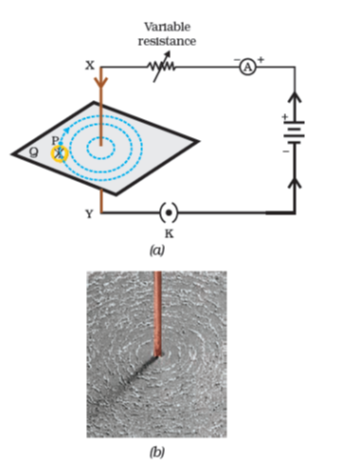 Variable
resistance
X
− A +
P
Q
+
−
Y
K
(a)
(b)